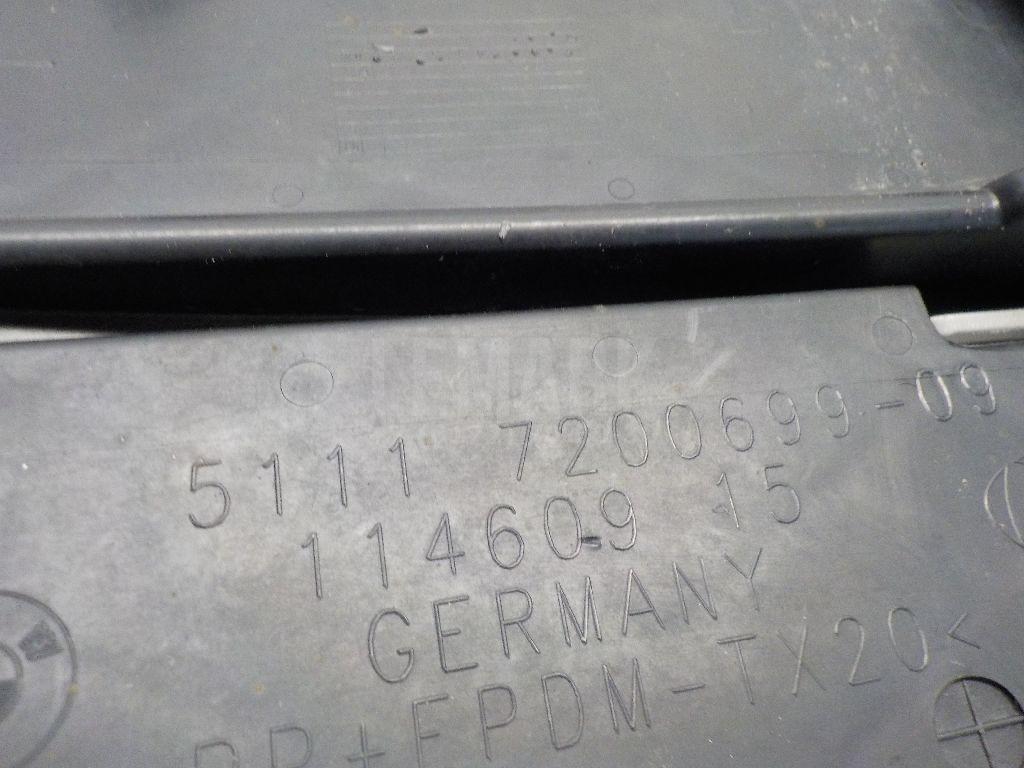 5111 7200699-09
114609 15
GERMANY
PP+EPDM-TX20<